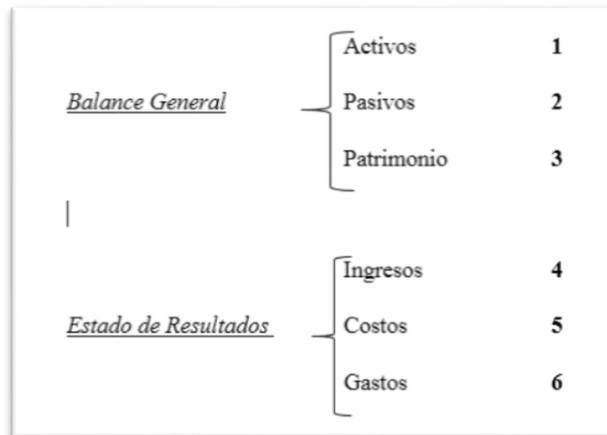 Activos 1
Balance General Pasivos 2
Patrimonio 3
Ingresos 4
Estado de Resultados Costos 5
Gastos 6